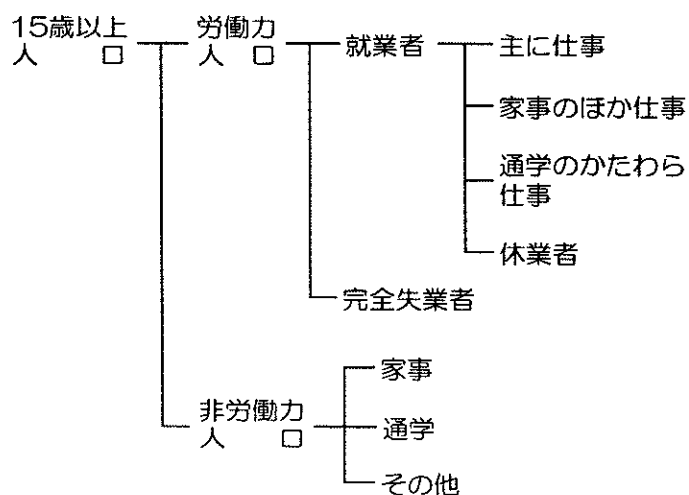 15歳以上
人口
労働力
人口
就業者
主に仕事
家事のほか仕事
通学のかたわら
仕事
休業者
完全失業者
非労働力
人口
家事
通学
その他